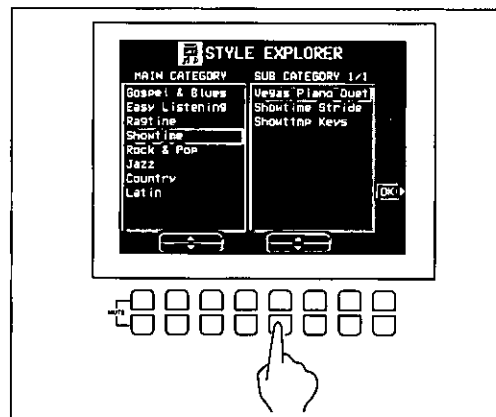 STYLE EXPLORER
MAIN CATEGORY
Gospel & Blues
Easy Listening
Ragtime
Showtime
Rock & Pop
Jazz
Country
Latin
SUB CATEGORY 1/1
Vegas Piano Duet
Showtime Stride
Showtime Keys
OK
MUTE